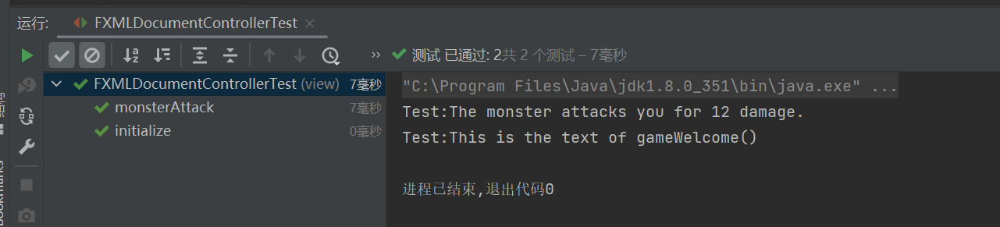 运行: FXMLDocumentControllerTest
测试 已通过: 2共 2 个测试 – 7毫秒
FXMLDocumentControllerTest (view) 7毫秒
monsterAttack 7毫秒
initialize 0毫秒
"C:\Program Files\Java\jdk1.8.0_351\bin\java.exe" ...
Test:The monster attacks you for 12 damage.
Test:This is the text of gameWelcome()
进程已结束,退出代码0